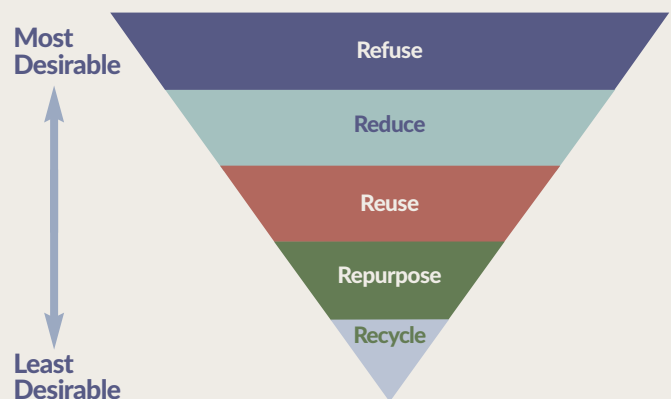 Most
Desirable
Refuse
Reduce
Reuse
Repurpose
Recycle
Least
Desirable